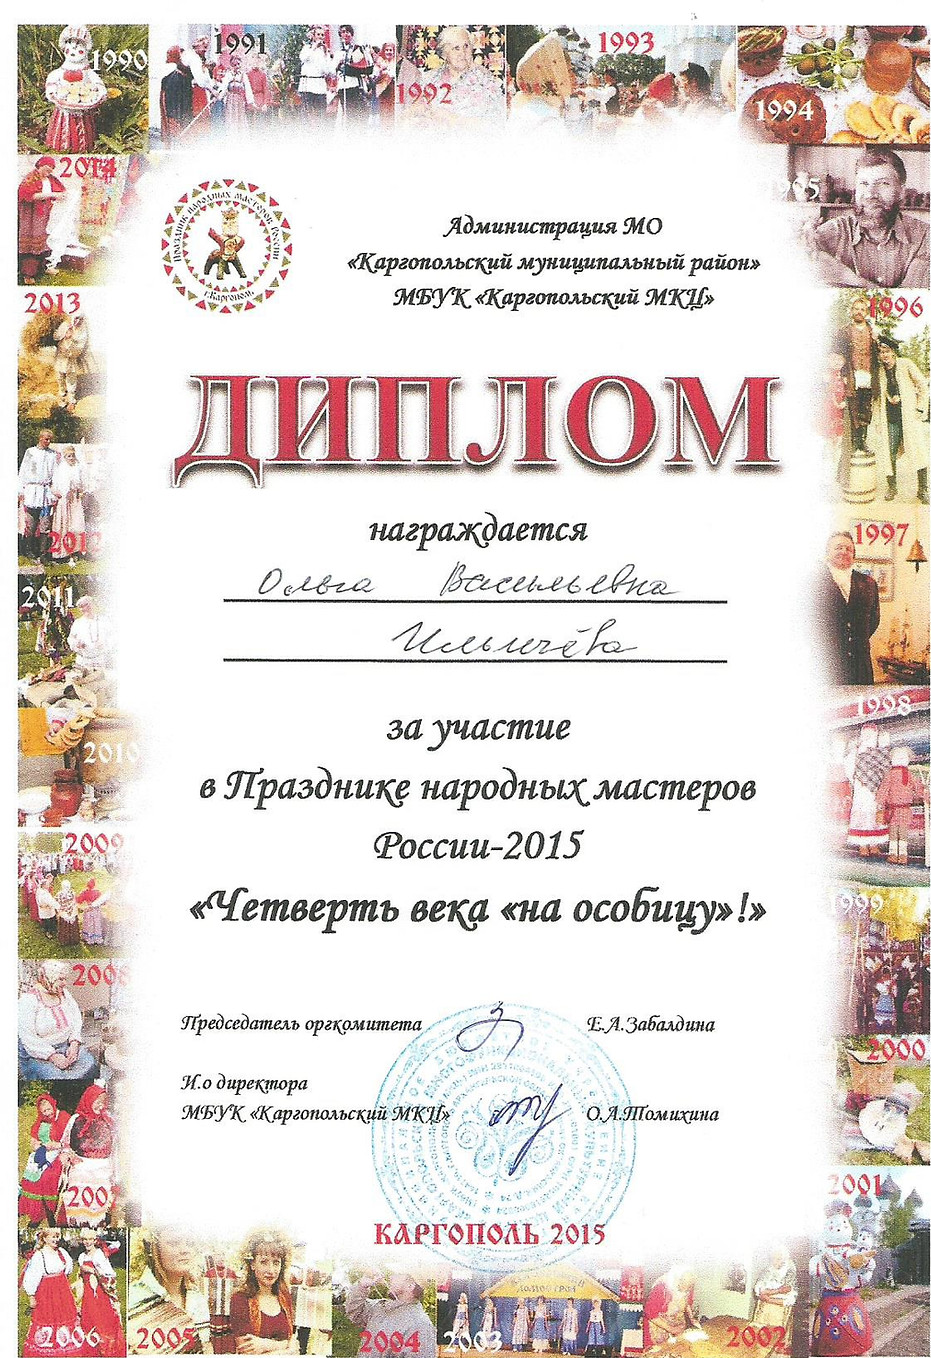 1990
1991
1992
1993
1994
Праздник народных мастеров России
г.Каргополь
Администрация МО
«Каргопольский муниципальный район»
МБУК «Каргопольский МКЦ»
ДИПЛОМ
награждается
Ольга Васильевна
Ильичёва
за участие
в Празднике народных мастеров
России-2015
«Четверть века «на особицу»!»
Председатель оргкомитета Е.А.Забалдина
И.о директора
МБУК «Каргопольский МКЦ» О.А.Томихина
КАРГОПОЛЬ 2015
1996
1997
1998
1999
2000
2001
2002
2003
2004
2005
2006
2008
2009
2010
2011
2012
2013
2014